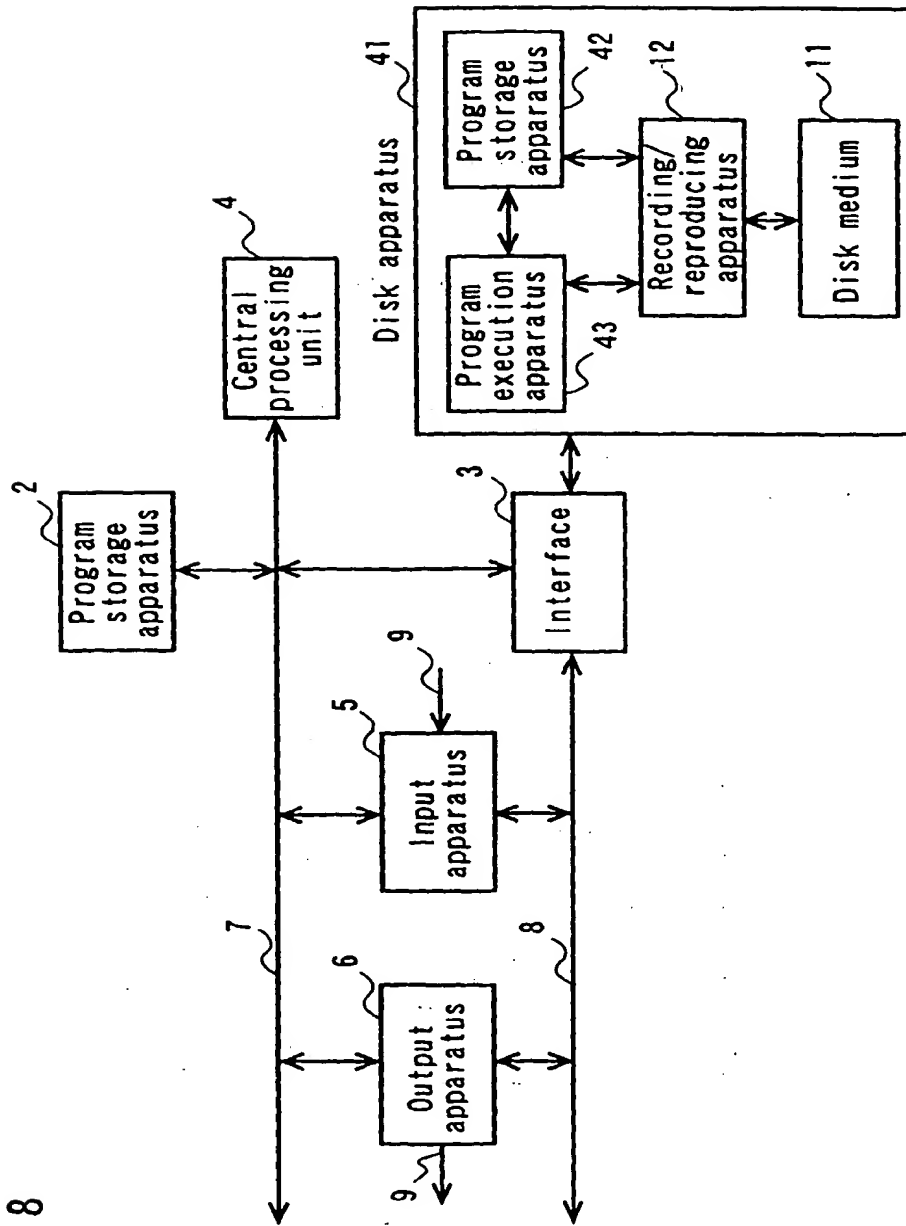 8
2
Program
storage
apparatus
4
Central
processing
unit
7
6
Output
apparatus
9
5
Input
apparatus
9
3
Interface
8
Disk apparatus
41
Program
execution
apparatus
43
Program
storage
apparatus
42
Recording/
reproducing
apparatus
12
Disk medium
11